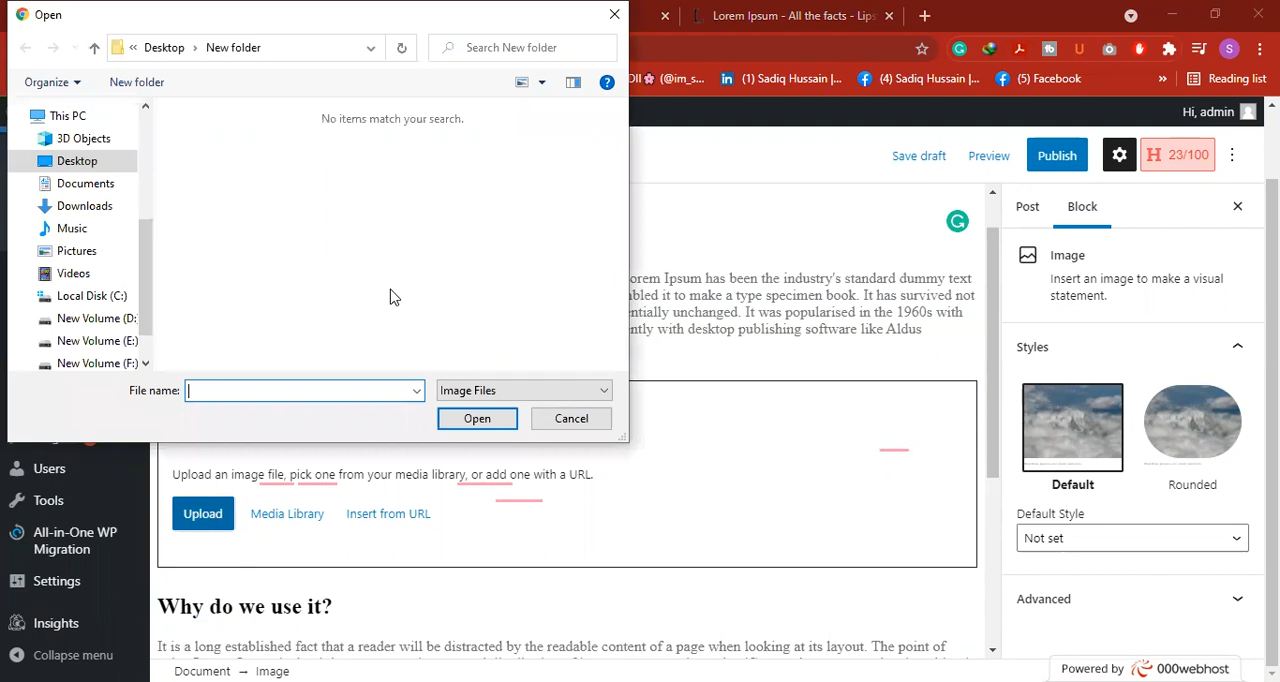 Open
Lorem Ipsum - All the facts - Lips
Desktop
New folder
Search New folder
Organize
New folder
(@im_s...
(1) Sadiq Hussain |...
(4) Sadiq Hussain |...
(5) Facebook
»
Reading list
This PC
3D Objects
Desktop
Documents
Downloads
Music
Pictures
Videos
Local Disk (C:)
New Volume (D:
New Volume (E:)
New Volume (F:)
No items match your search.
File name:
Image Files
Open
Cancel
Hi, admin
Save draft
Preview
Publish
H 23/100
Post
Block
Image
Insert an image to make a visual
statement.
Styles
Default
Rounded
Default Style
Not set
Advanced
orem Ipsum has been the industry's standard dummy text
bled it to make a type specimen book. It has survived not
entially unchanged. It was popularised in the 1960s with
ently with desktop publishing software like Aldus
Upload an image file, pick one from your media library, or add one with a URL.
Upload
Media Library
Insert from URL
Why do we use it?
It is a long established fact that a reader will be distracted by the readable content of a page when looking at its layout. The point of
Users
Tools
All-in-One WP
Migration
Settings
Insights
Collapse menu
Document → Image
Powered by 000webhost